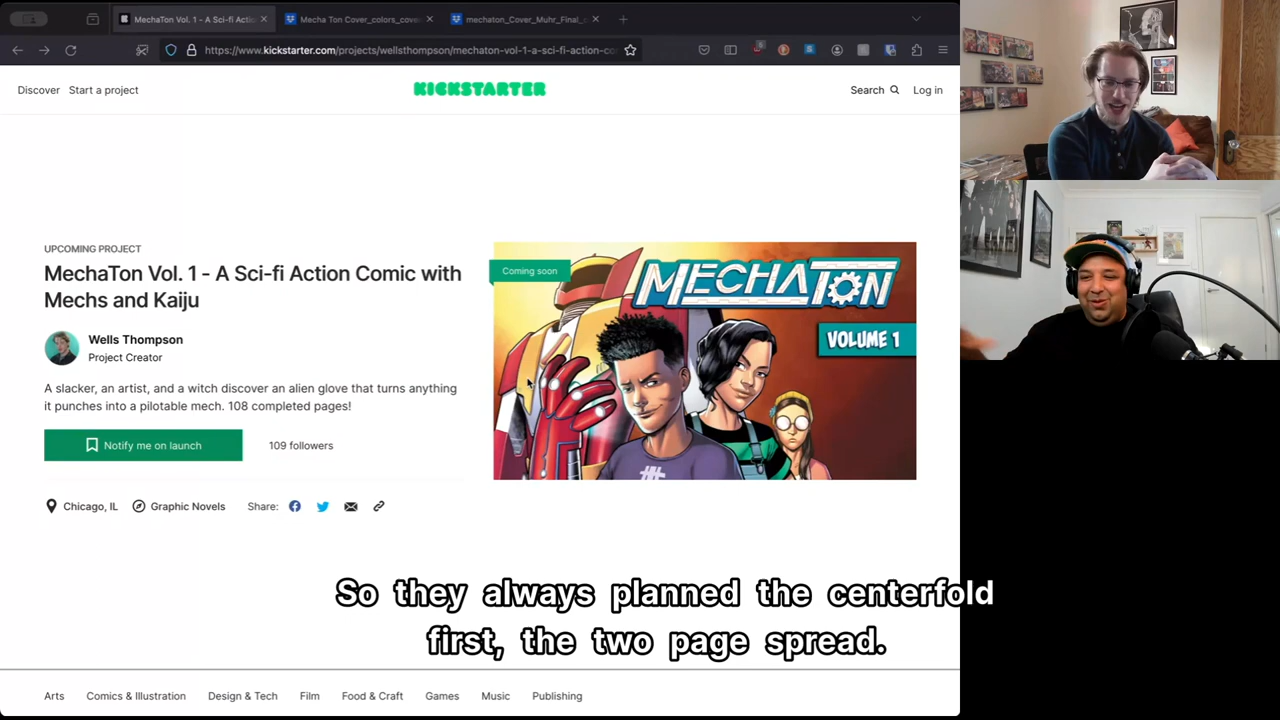 MechaTon Vol. 1 - A Sci-fi Actio
Mecha Ton Cover_colors_cove
mechaton_Cover_Muhr_Final_
https://www.kickstarter.com/projects/wellsthompson/mechaton-vol-1-a-sci-fi-action-co
Discover
Start a project
KICKSTARTER
Search
Log in
UPCOMING PROJECT
MechaTon Vol. 1 - A Sci-fi Action Comic with
Mechs and Kaiju
Wells Thompson
Project Creator
A slacker, an artist, and a witch discover an alien glove that turns anything
it punches into a pilotable mech. 108 completed pages!
Notify me on launch
109 followers
Chicago, IL
Graphic Novels
Share:
Coming soon
MECHATON
VOLUME 1
So they always planned the centerfold
first, the two page spread.
Arts
Comics & Illustration
Design & Tech
Film
Food & Craft
Games
Music
Publishing